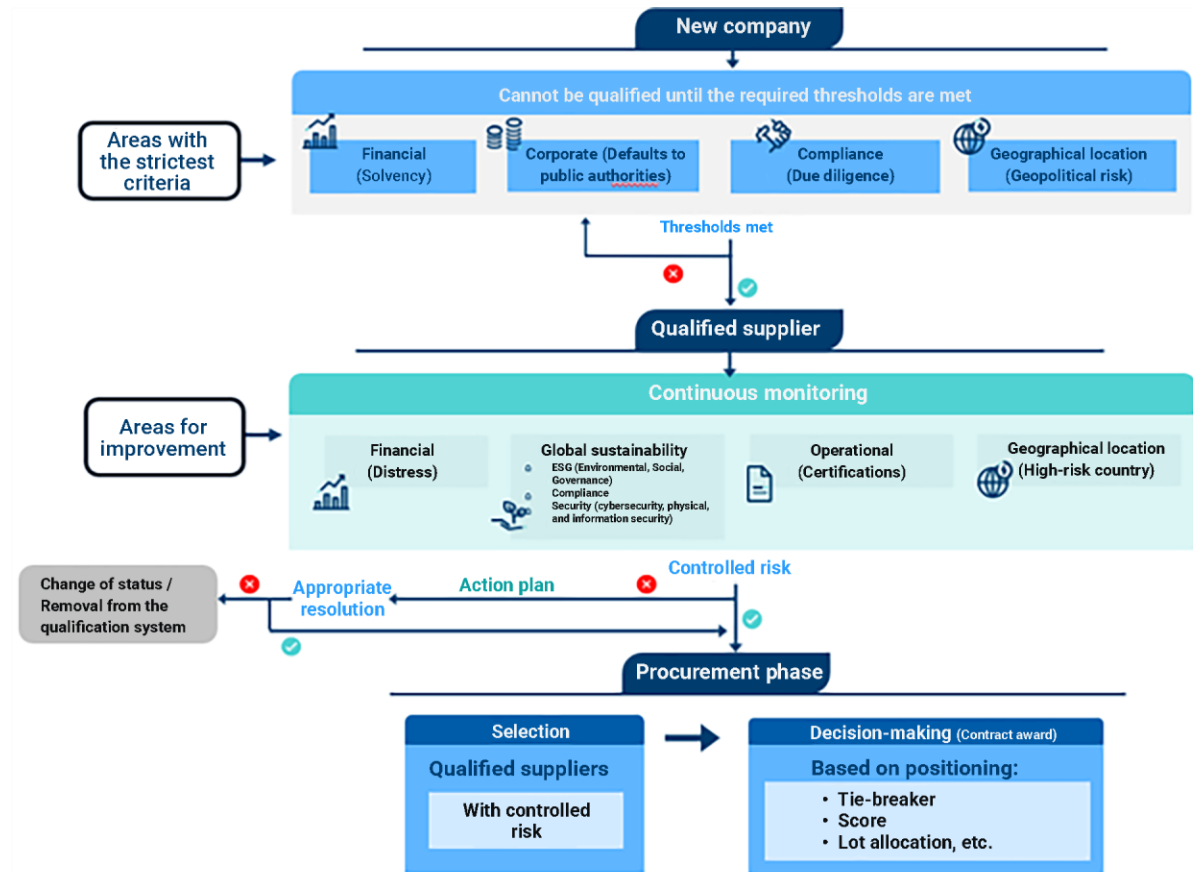 New company
Cannot be qualified until the required thresholds are met
Areas with
the strictest
criteria
Financial
(Solvency)
Corporate (Defaults to
public authorities)
Compliance
(Due diligence)
Geographical location
(Geopolitical risk)
Thresholds met
Qualified supplier
Continuous monitoring
Areas for
improvement
Financial
(Distress)
Global sustainability
ESG (Environmental, Social,
Governance)
Compliance
Security (cybersecurity, physical,
and information security)
Operational
(Certifications)
Geographical location
(High-risk country)
Controlled risk
Action plan
Appropriate
resolution
Change of status /
Removal from the
qualification system
Procurement phase
Selection
Qualified suppliers
With controlled
risk
Decision-making (Contract award)
Based on positioning:
• Tie-breaker
• Score
• Lot allocation, etc.